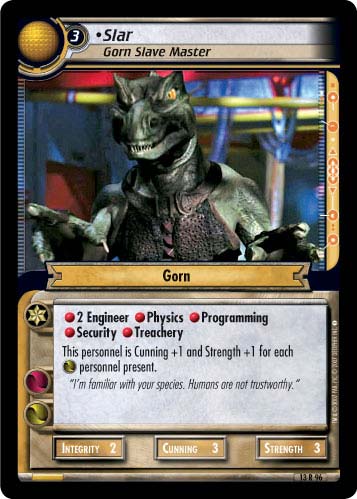 3
•Slar
Gorn Slave Master
Gorn
2 Engineer Physics Programming
Security Treachery
This personnel is Cunning +1 and Strength +1 for each
personnel present.
"I'm familiar with your species. Humans are not trustworthy."
INTEGRITY 2 CUNNING 3 STRENGTH 3
13 R 96